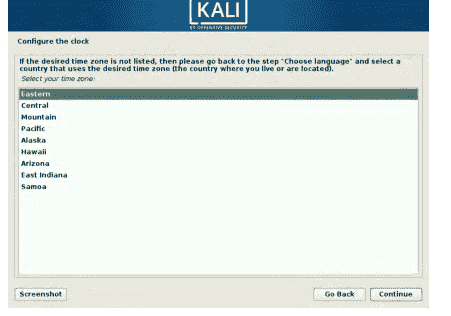 KALI
BY OFFENSIVE SECURITY
Configure the clock
If the desired time zone is not listed, then please go back to the step "Choose language" and select a
country that uses the desired time zone (the country where you live or are located).
Select your time zone:
Eastern
Central
Mountain
Pacific
Alaska
Hawaii
Arizona
East Indiana
Samoa
Screenshot
Go Back
Continue